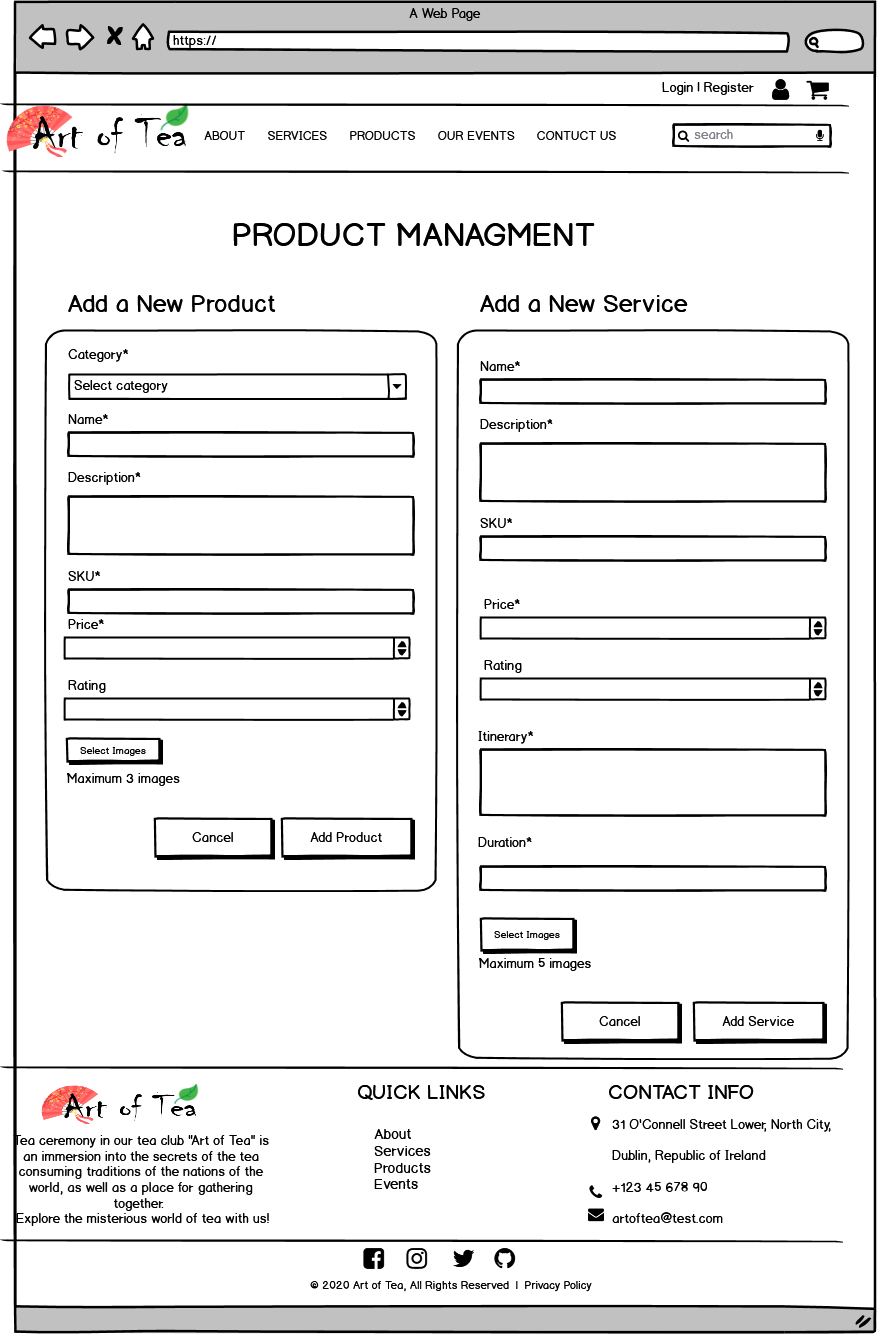 A Web Page
https://
Login | Register
Art of Tea
ABOUT SERVICES PRODUCTS OUR EVENTS CONTUCT US
search
PRODUCT MANAGMENT
Add a New Product
Category*
Select category
Name*
Description*
SKU*
Price*
Rating
Select Images
Maximum 3 images
Cancel
Add Product
Add a New Service
Name*
Description*
SKU*
Price*
Rating
Itinerary*
Duration*
Select Images
Maximum 5 images
Cancel
Add Service
Art of Tea
Tea ceremony in our tea club "Art of Tea" is
an immersion into the secrets of the tea
consuming traditions of the nations of the
world, as well as a place for gathering
together.
Explore the misterious world of tea with us!
QUICK LINKS
About
Services
Products
Events
CONTACT INFO
31 O'Connell Street Lower, North City,
Dublin, Republic of Ireland
+123 45 678 90
artoftea@test.com
© 2020 Art of Tea, All Rights Reserved | Privacy Policy